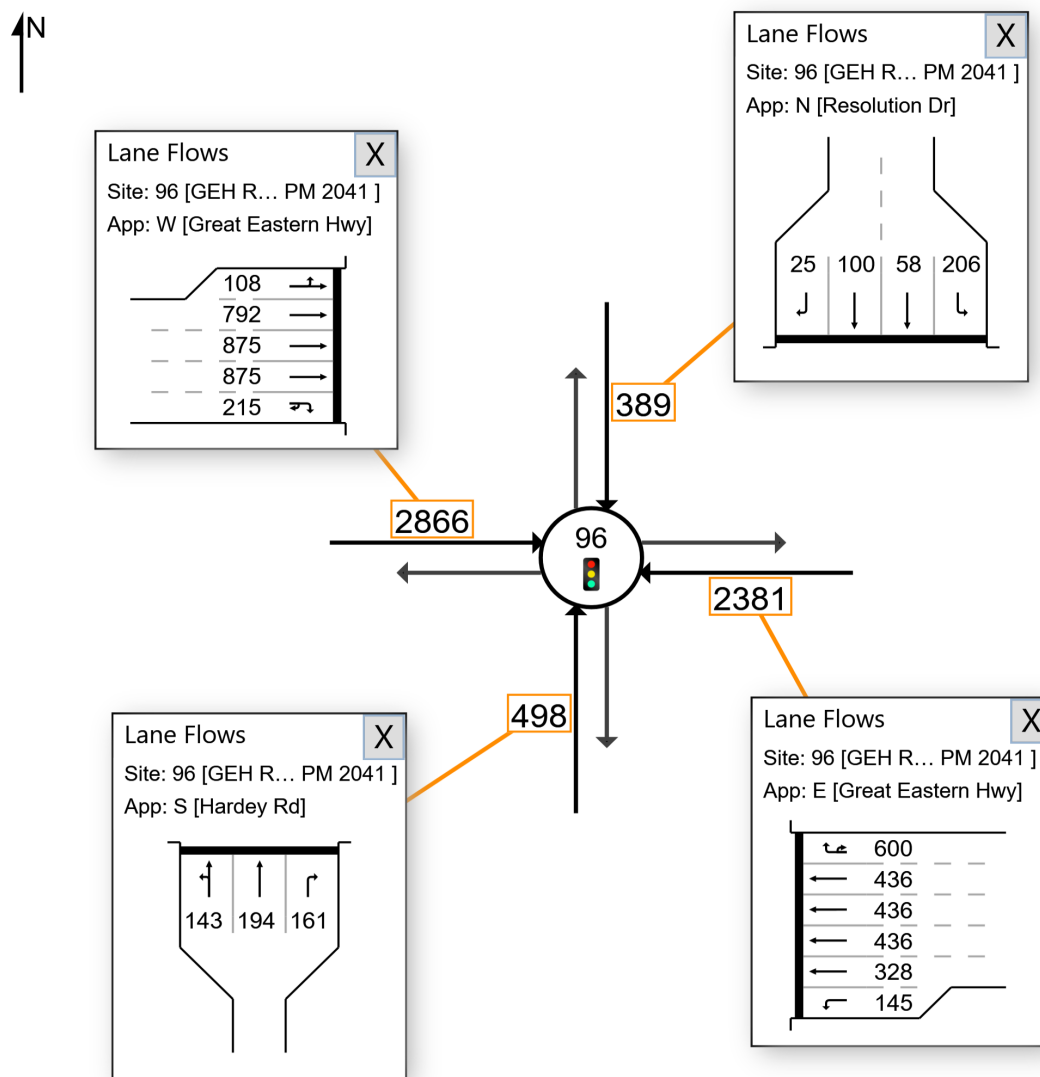 N
Lane Flows
X
Site: 96 [GEH R... PM 2041 ]
App: N [Resolution Dr]
25 100 58 206
Lane Flows
X
Site: 96 [GEH R... PM 2041 ]
App: W [Great Eastern Hwy]
108
792
875
875
215
389
2866
96
2381
498
Lane Flows
X
Site: 96 [GEH R... PM 2041 ]
App: S [Hardey Rd]
143 194 161
Lane Flows
X
Site: 96 [GEH R... PM 2041 ]
App: E [Great Eastern Hwy]
600
436
436
436
328
145